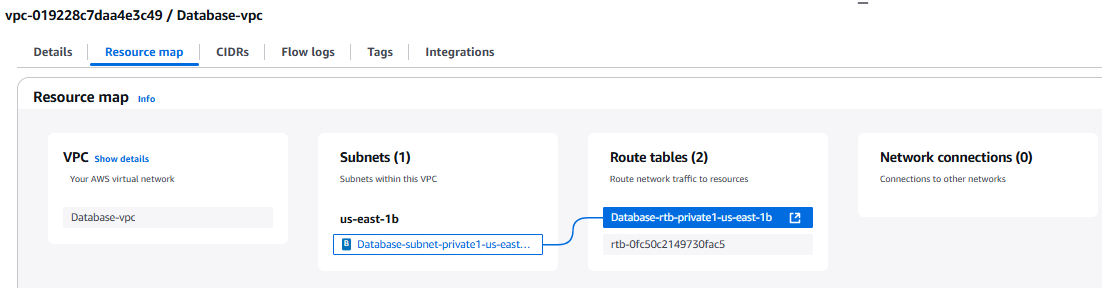 vpc-019228c7daa4e3c49 / Database-vpc
Details
Resource map
CIDRs
Flow logs
Tags
Integrations
Resource map Info
VPC Show details
Your AWS virtual network
Database-vpc
Subnets (1)
Subnets within this VPC
us-east-1b
B Database-subnet-private1-us-east...
Route tables (2)
Route network traffic to resources
Database-rtb-private1-us-east-1b
rtb-0fc50c2149730fac5
Network connections (0)
Connections to other networks